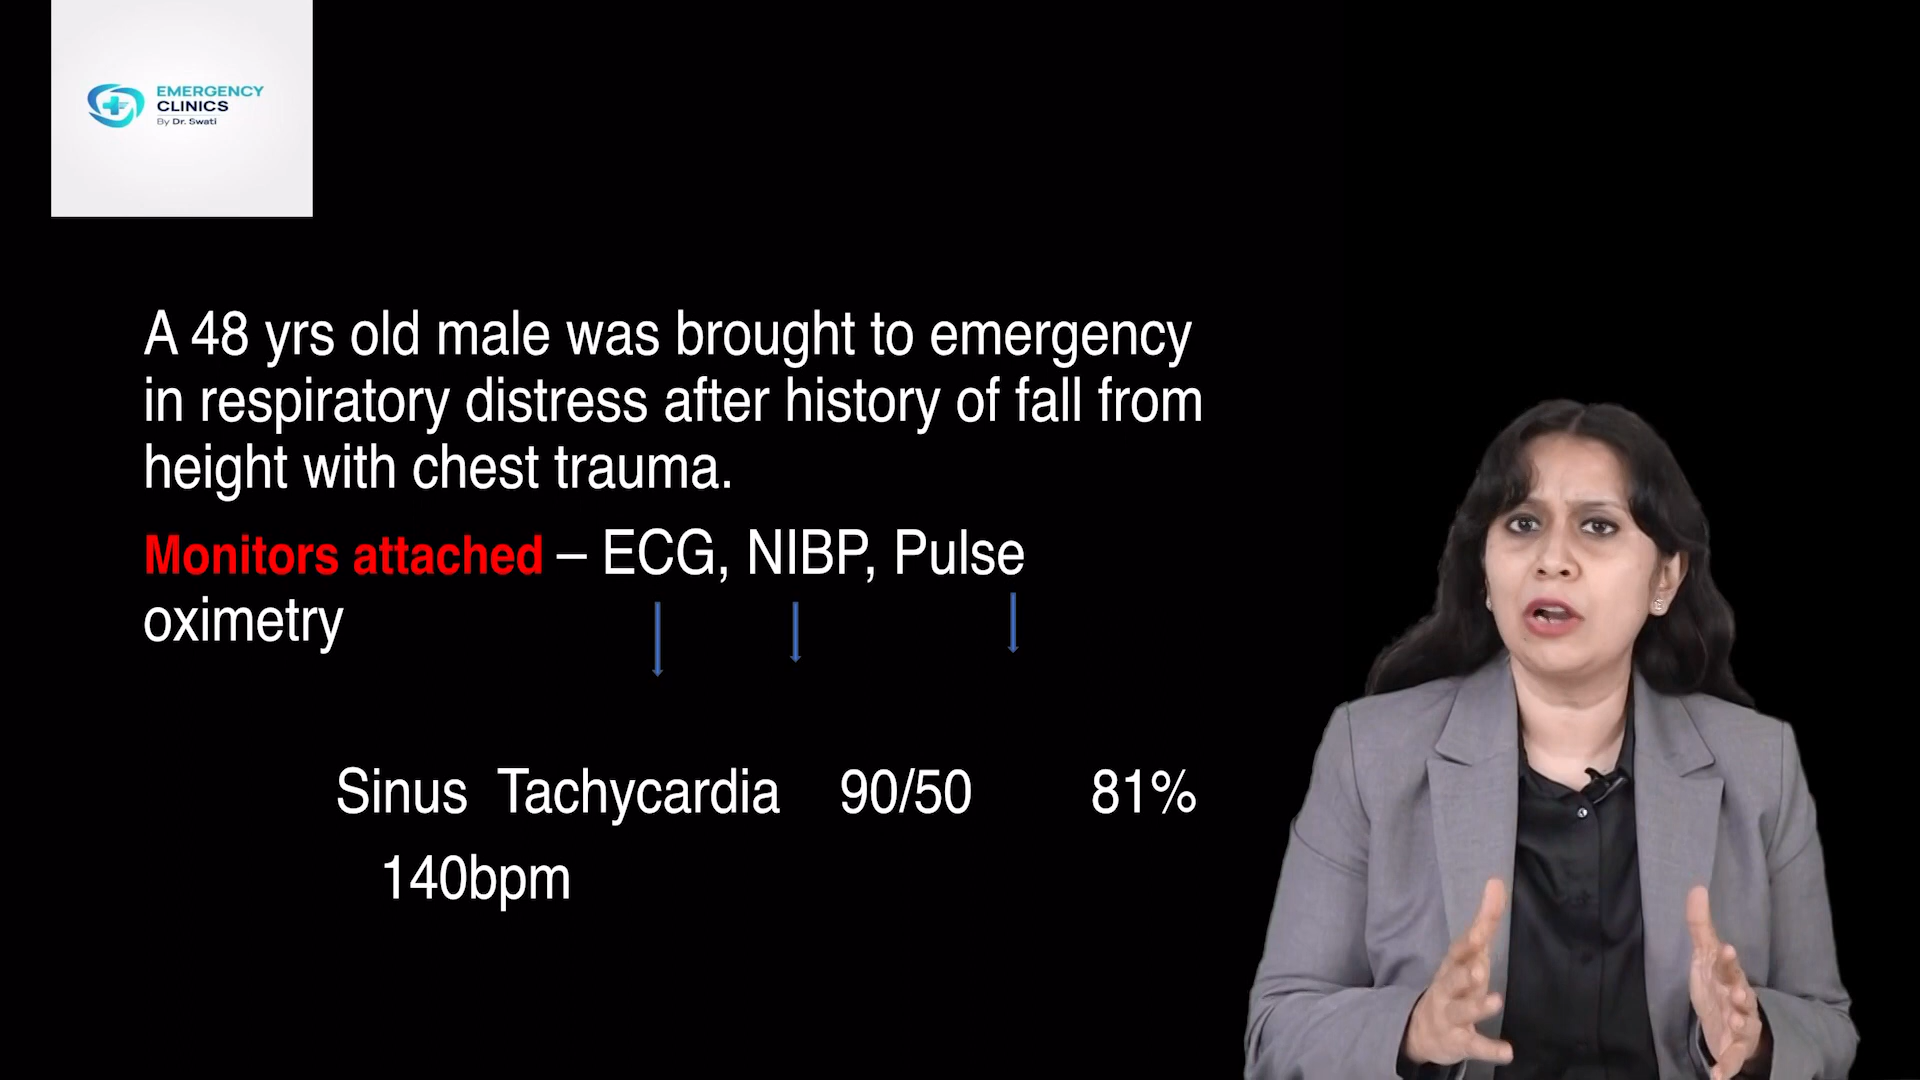 EMERGENCY
CLINICS
By Dr. Swati
A 48 yrs old male was brought to emergency
in respiratory distress after history of fall from
height with chest trauma.
Monitors attached – ECG, NIBP, Pulse
oximetry
Sinus Tachycardia 90/50 81%
140bpm